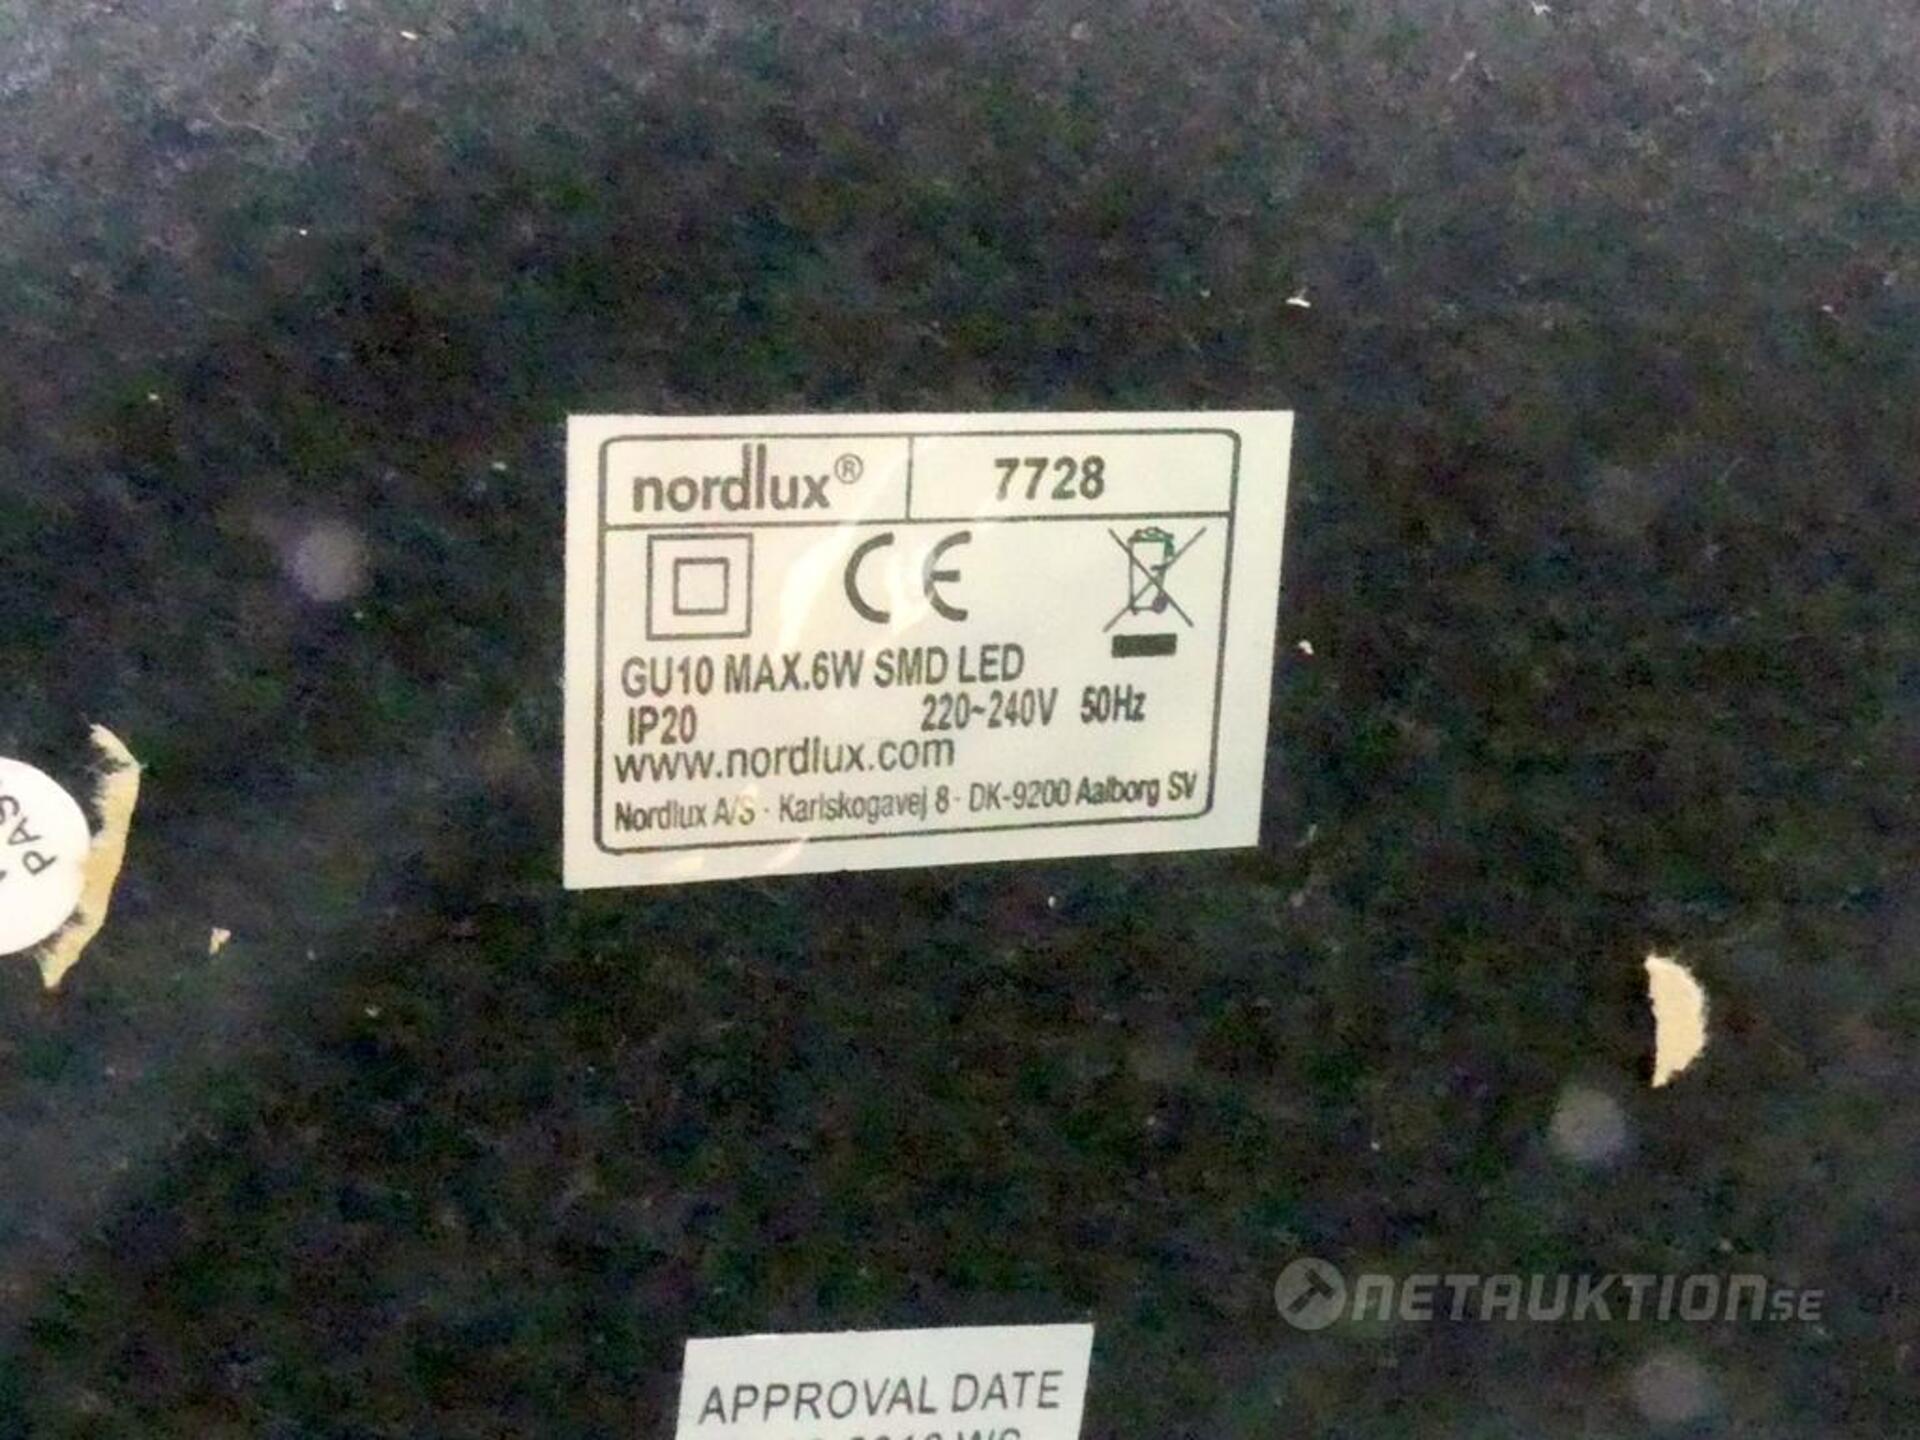 nordlux® 7728
CE
GU10 MAX.6W SMD LED
IP20 220~240V 50Hz
www.nordlux.com
Nordlux A/S · Karlskogavej 8 · DK-9200 Aalborg SV
NETAUKTION.SE
APPROVAL DATE